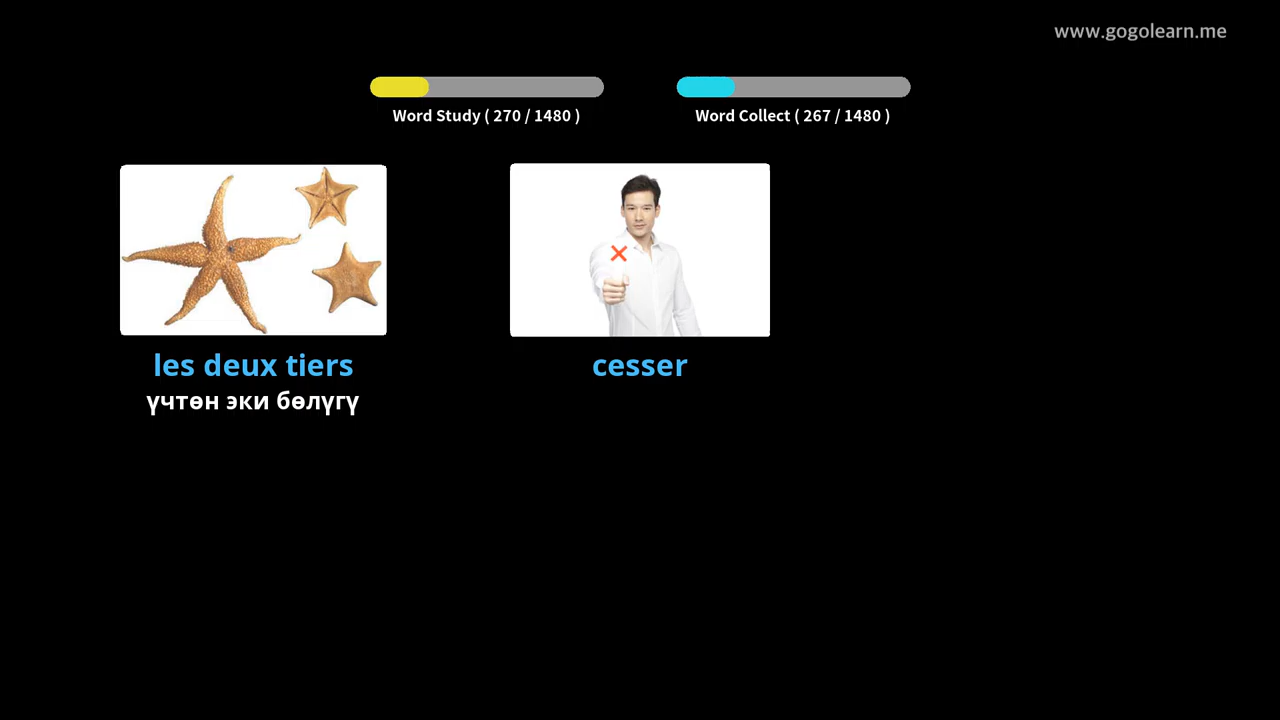 www.gogolearn.me
Word Study ( 270 / 1480 )
Word Collect ( 267 / 1480 )
les deux tiers
үчтөн эки бөлүгү
cesser